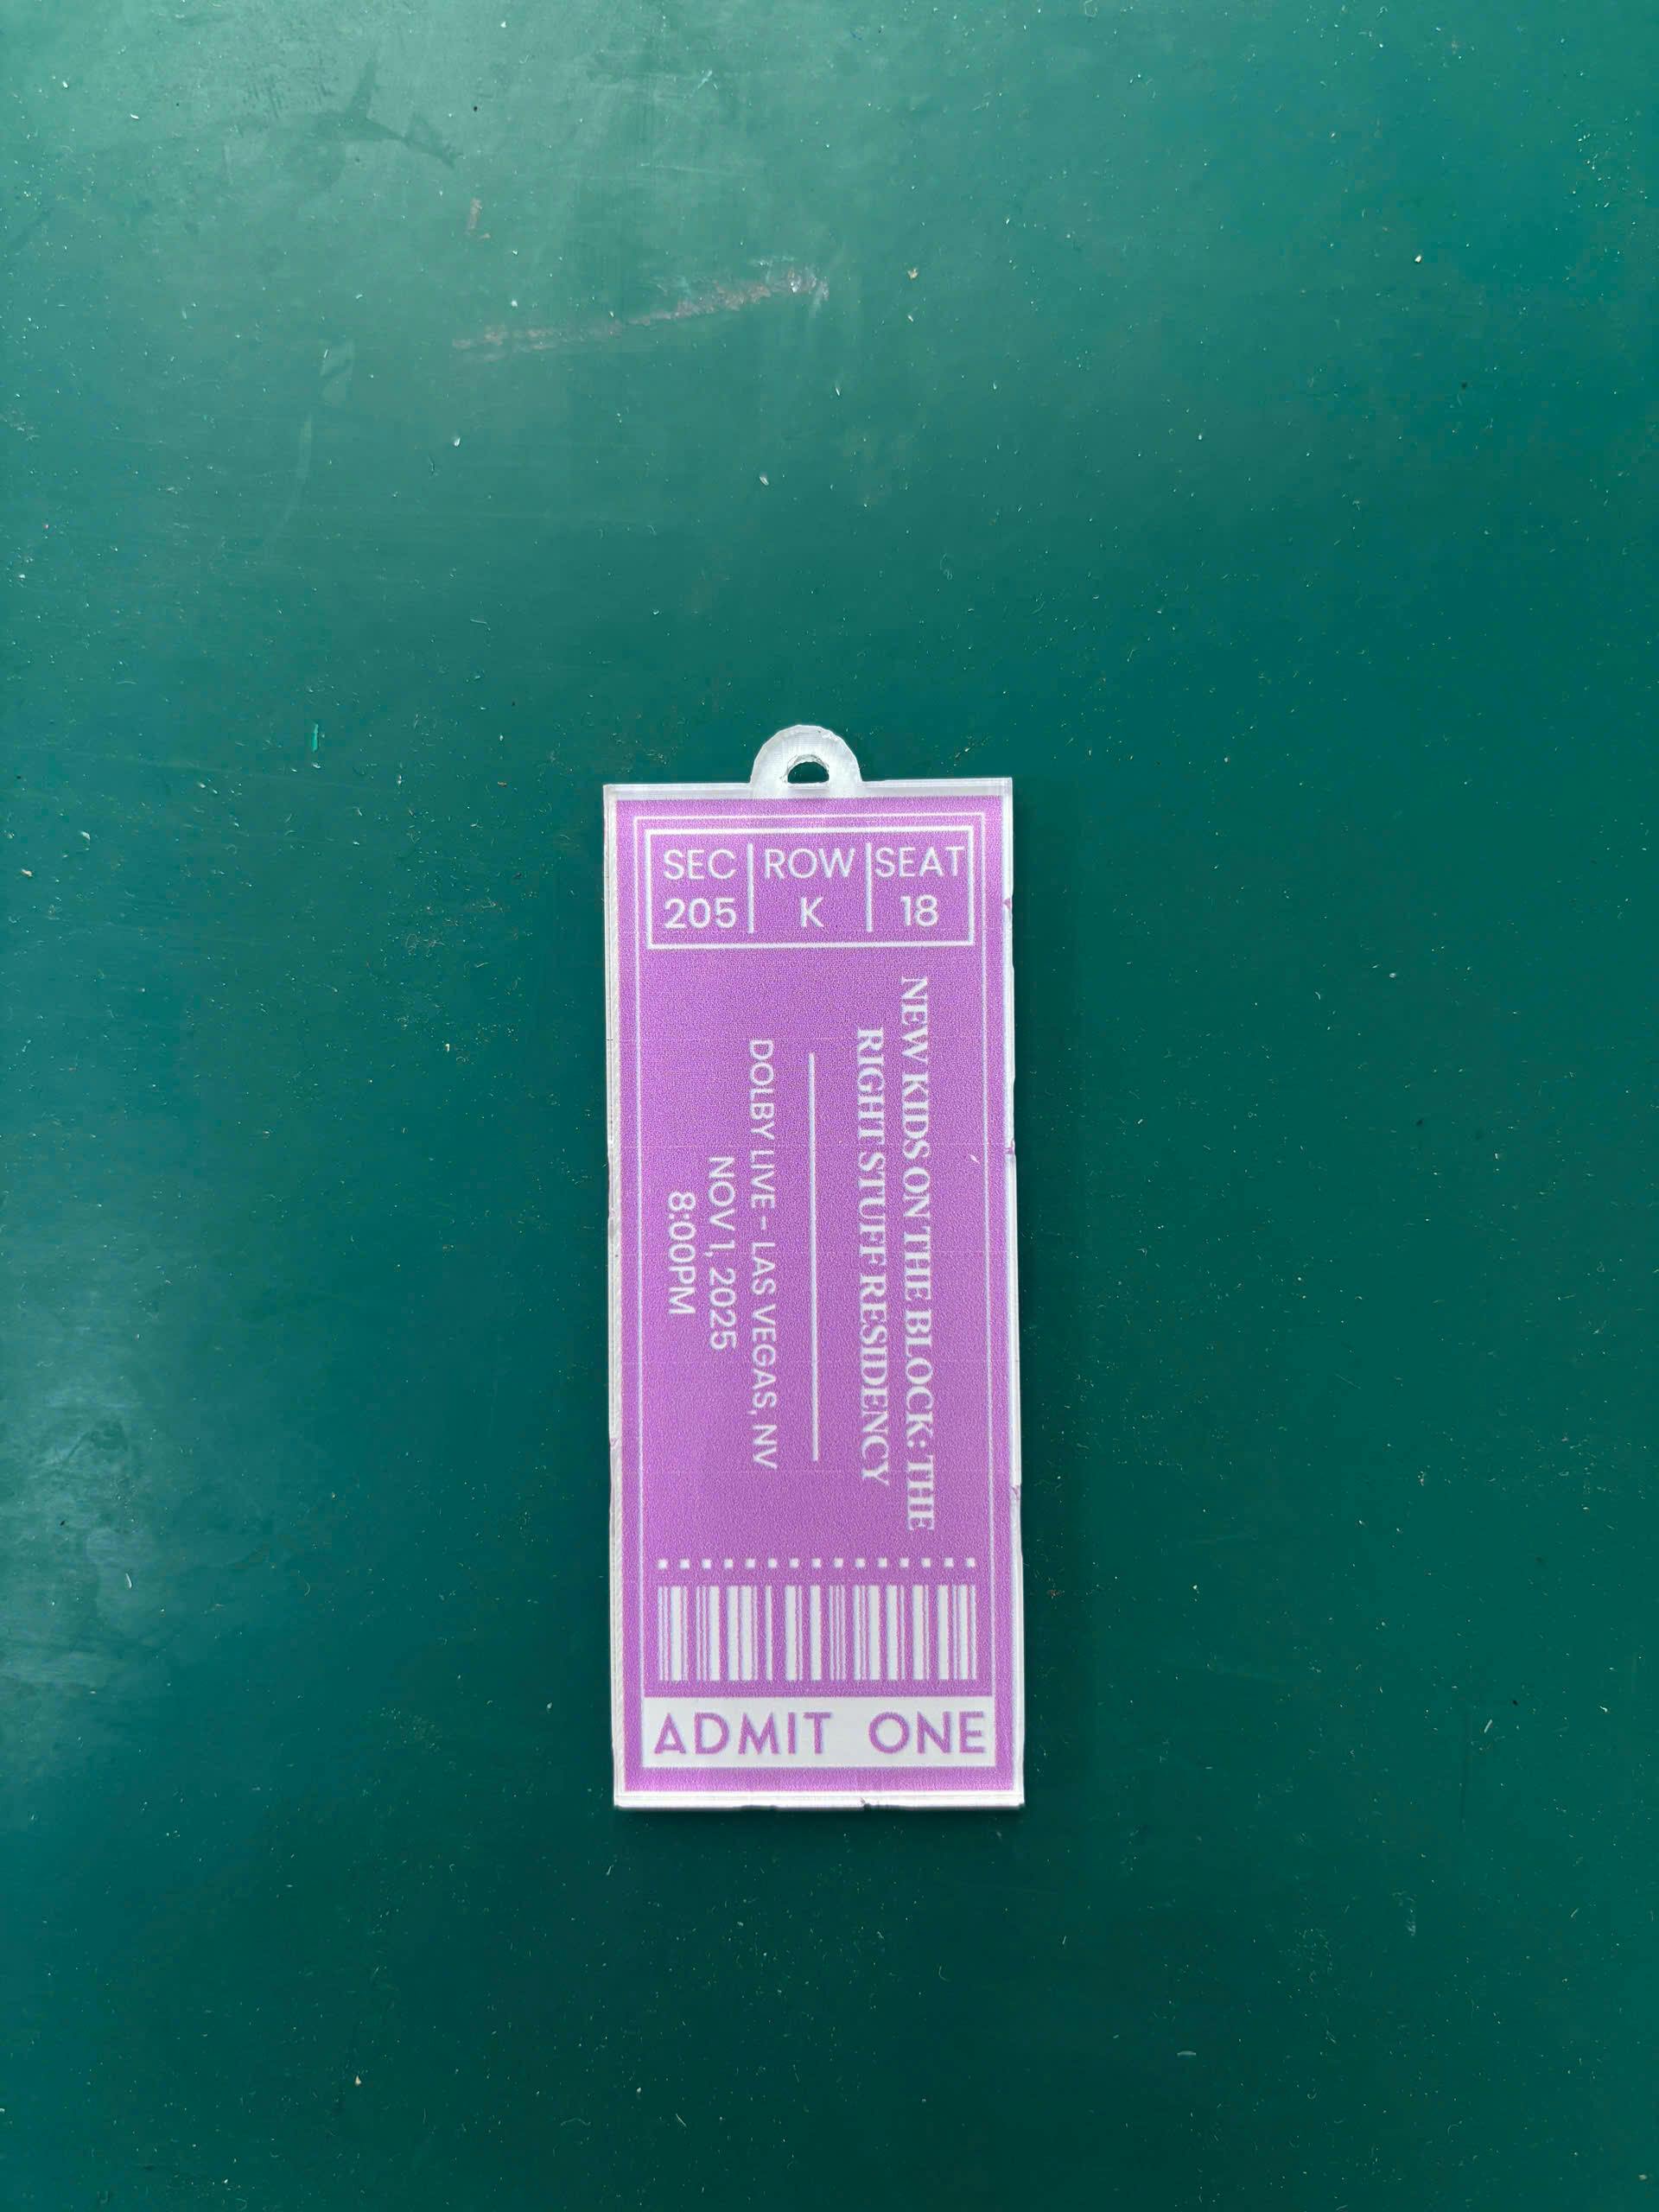 SEC ROW SEAT
205 K 18
NEW KIDS ON THE BLOCK: THE
RIGHT STUFF RESIDENCY
DOLBY LIVE - LAS VEGAS, NV
NOV 1, 2025
8:00PM
ADMIT ONE